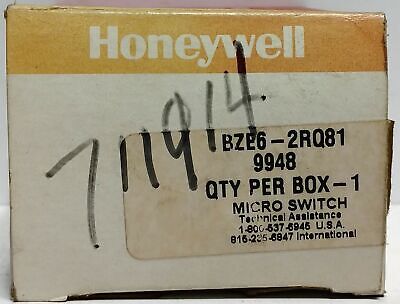 Honeywell
711914
BZE6-2RQ81
9948
QTY PER BOX-1
MICRO SWITCH
Technical Assistance
1-800-537-6945 U.S.A.
815-235-6847 International